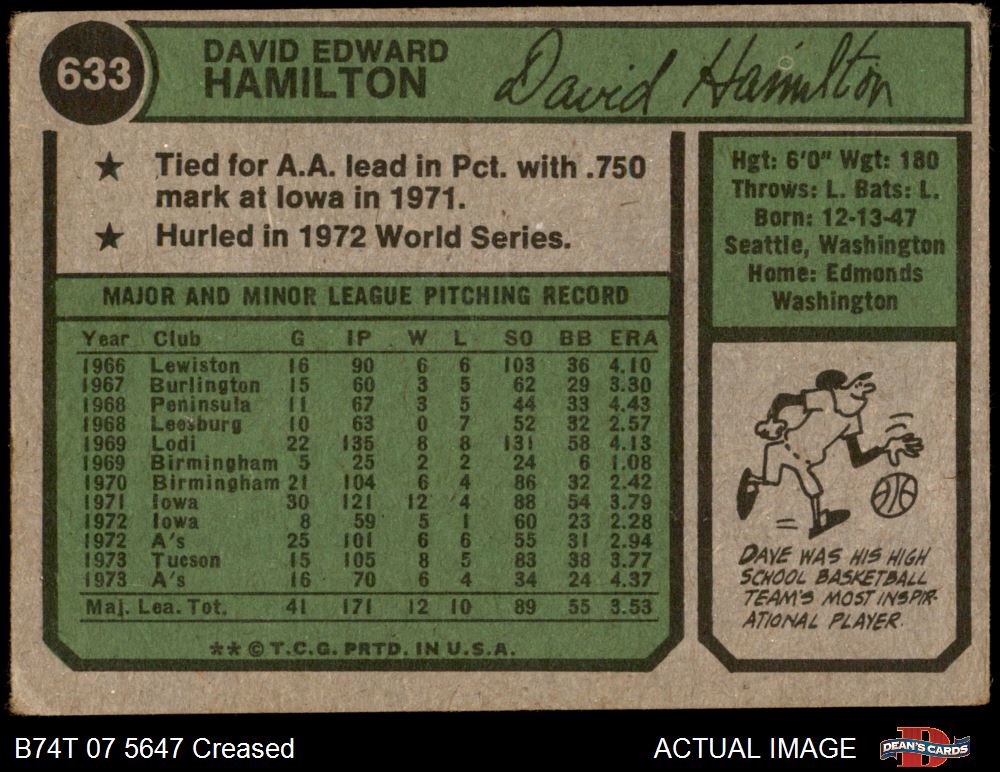 633
DAVID EDWARD
HAMILTON
David Hamilton
★ Tied for A.A. lead in Pct. with .750
mark at Iowa in 1971.
★ Hurled in 1972 World Series.
Hgt: 6'0" Wgt: 180
Throws: L. Bats: L.
Born: 12-13-47
Seattle, Washington
Home: Edmonds
Washington
MAJOR AND MINOR LEAGUE PITCHING RECORD
Year Club G IP W L SO BB ERA
1966 Lewiston 16 90 6 6 103 36 4.10
1967 Burlington 15 60 3 5 62 29 3.30
1968 Peninsula 11 67 3 5 44 33 4.43
1968 Leesburg 10 63 0 7 52 32 2.57
1969 Lodi 22 135 8 8 131 58 4.13
1969 Birmingham 5 25 2 2 24 6 1.08
1970 Birmingham 21 104 6 4 86 32 2.42
1971 Iowa 30 121 12 4 88 54 3.79
1972 Iowa 8 59 5 1 60 23 2.28
1972 A's 25 101 6 6 55 31 2.94
1973 Tucson 15 105 8 5 83 38 3.77
1973 A's 16 70 6 4 34 24 4.37
Maj. Lea. Tot. 41 171 12 10 89 55 3.53
** © T.C.G. PRTD. IN U.S.A.
DAVE WAS HIS HIGH
SCHOOL BASKETBALL
TEAM'S MOST INSPIR-
ATIONAL PLAYER.
B74T 07 5647 Creased
ACTUAL IMAGE
DEAN'S CARDS